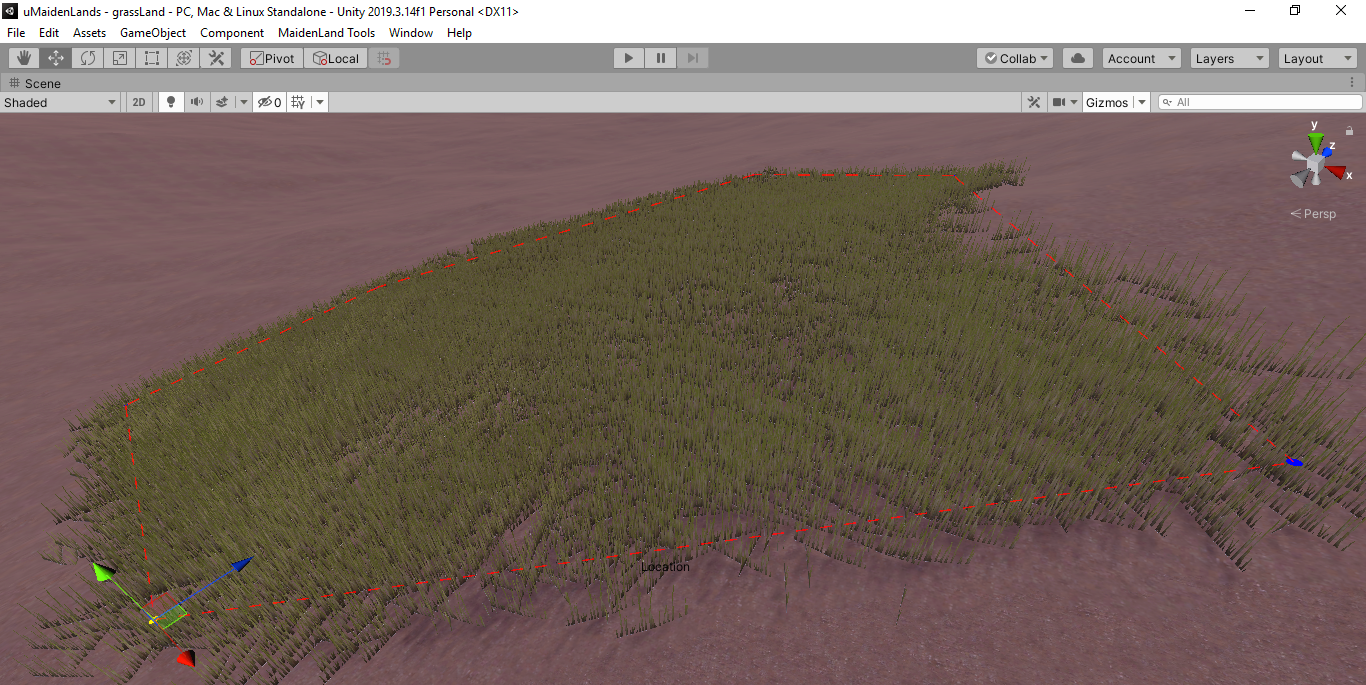 uMaidenLands - grassLand - PC, Mac & Linux Standalone - Unity 2019.3.14f1 Personal <DX11>
File Edit Assets GameObject Component MaidenLand Tools Window Help
Pivot Local Collab Account Layers Layout
Scene
Shaded 2D 0 Gizmos All
y
z
x
Persp
Location